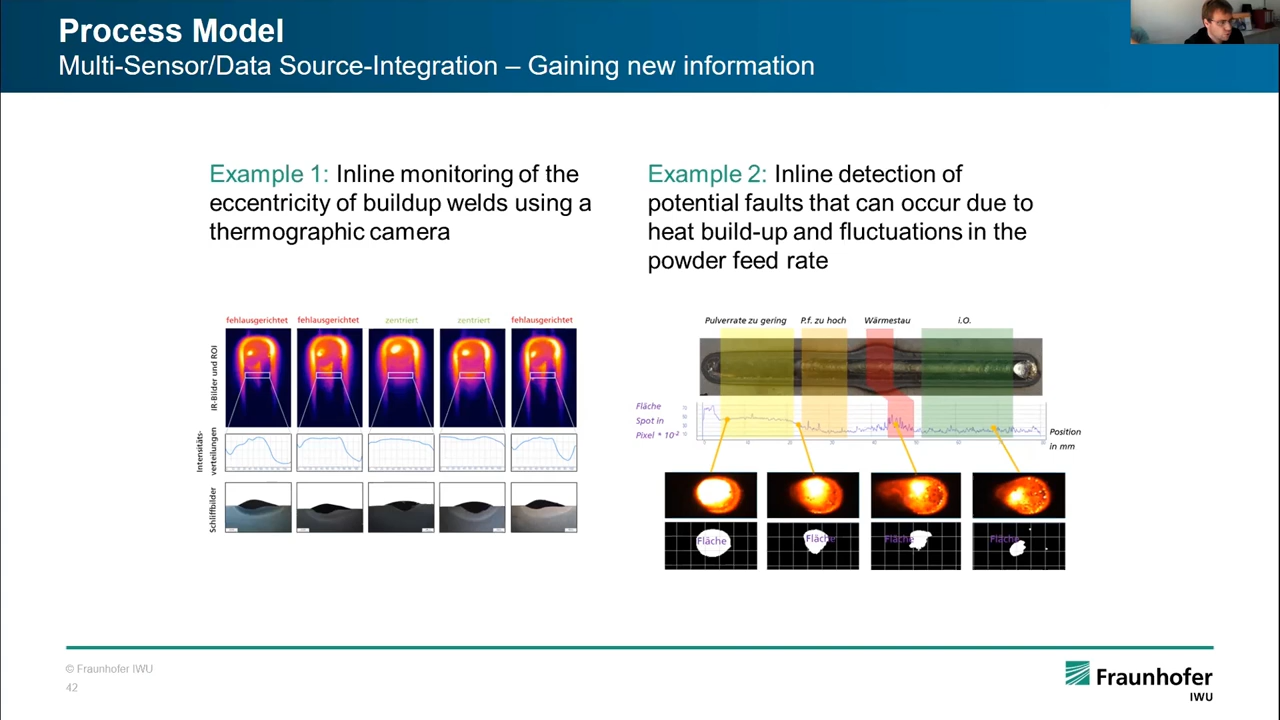 Process Model
Multi-Sensor/Data Source-Integration – Gaining new information
Example 1: Inline monitoring of the
eccentricity of buildup welds using a
thermographic camera
fehlausgerichtet fehlausgerichtet zentriert zentriert fehlausgerichtet
IR-Bilder und ROI
Intensitäts-
verteilungen
Schliffbilder
Example 2: Inline detection of
potential faults that can occur due to
heat build-up and fluctuations in the
powder feed rate
Pulverrate zu gering P.f. zu hoch Wärmestau i.O.
Fläche
Spot in
Pixel * 10⁻²
Position
in mm
Fläche Fläche Fläche Fläche
© Fraunhofer IWU
42
Fraunhofer
IWU